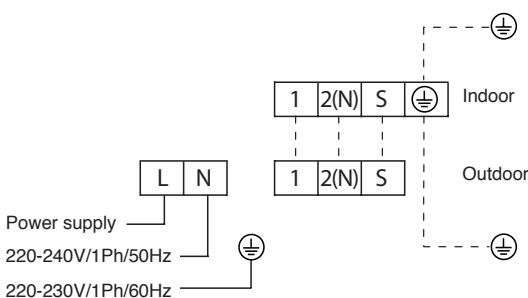 1 2(N) S Indoor
L N 1 2(N) S Outdoor
Power supply
220-240V/1Ph/50Hz
220-230V/1Ph/60Hz